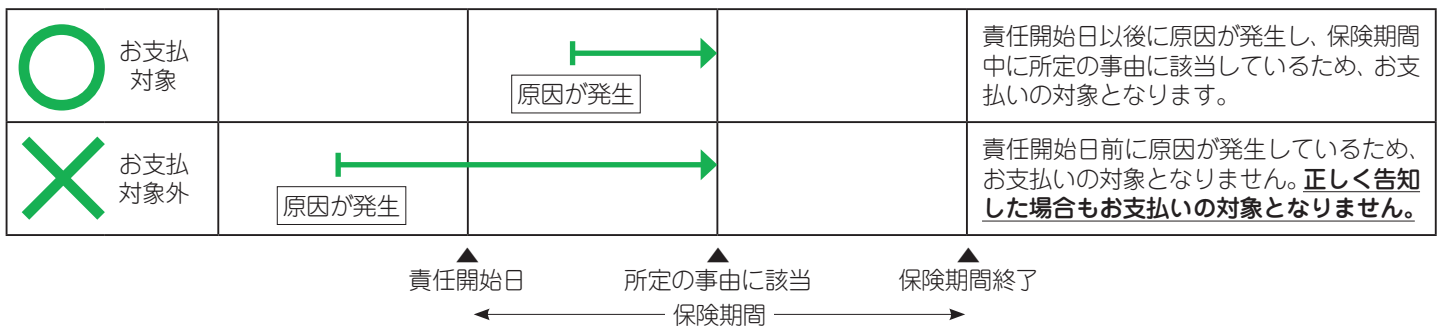 お支払
対象
原因が発生
責任開始日以後に原因が発生し、保険期間
中に所定の事由に該当しているため、お支
払いの対象となります。
お支払
対象外
原因が発生
責任開始日前に原因が発生しているため、
お支払いの対象となりません。正しく告知
した場合もお支払いの対象となりません。
責任開始日
所定の事由に該当
保険期間終了
保険期間